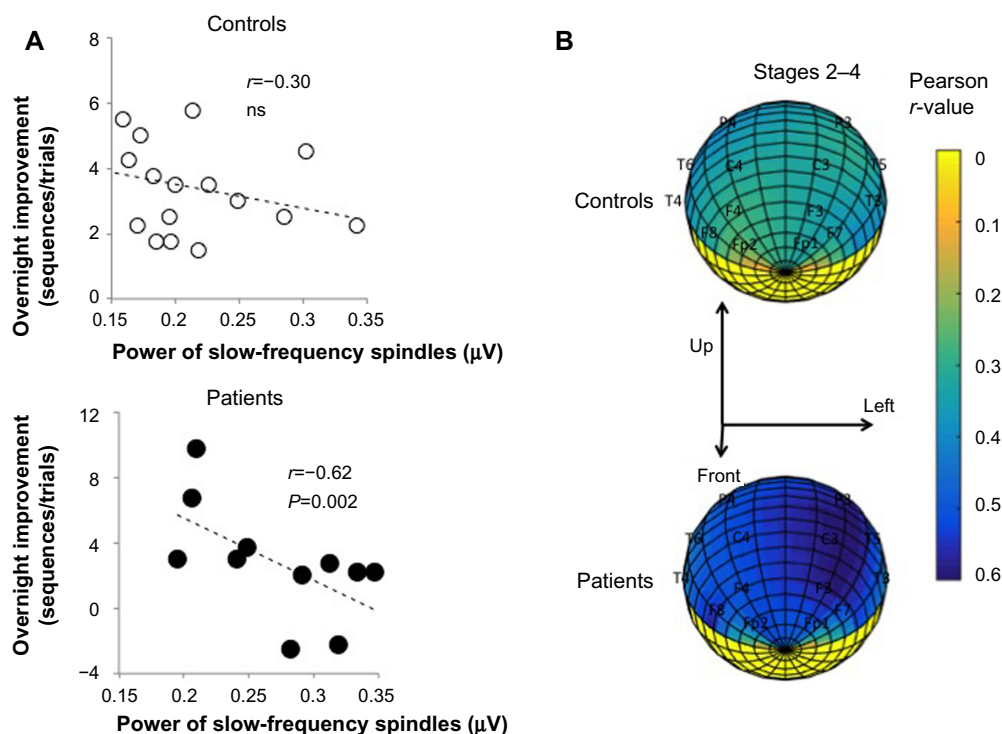 A
Controls
8
6
4
2
0
r=−0.30
ns
0.15 0.2 0.25 0.3 0.35
Overnight improvement
(sequences/trials)
Power of slow-frequency spindles (µV)
Patients
12
8
4
0
−4
r=−0.62
P=0.002
0.15 0.2 0.25 0.3 0.35
Overnight improvement
(sequences/trials)
Power of slow-frequency spindles (µV)
B
Stages 2–4
Pearson
r-value
Controls
P4 P3
T6 C4 C3 T5
T4 T3
F4 F3
F8 F7
Fp2 Fp1
Up
Left
Front
Patients
P4 P3
T6 C4 C3 T5
T4 T3
F4 F3
F8 F7
Fp2 Fp1
0
0.1
0.2
0.3
0.4
0.5
0.6